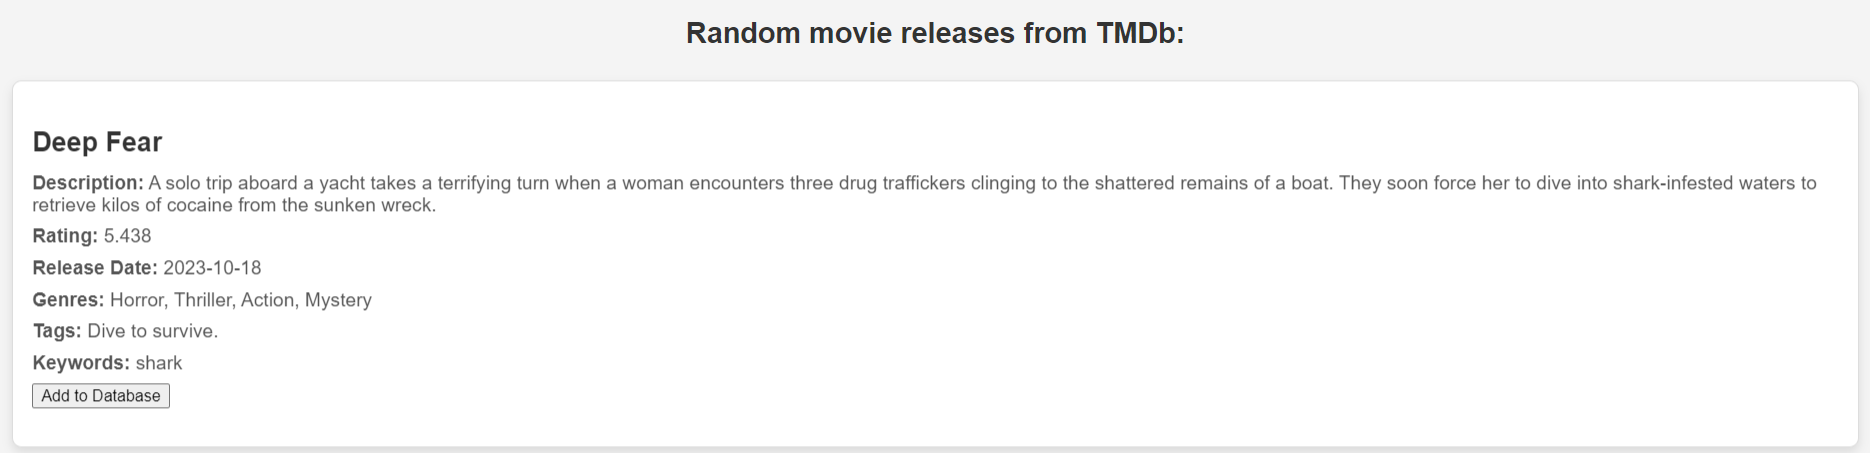 Random movie releases from TMDb:
Deep Fear
Description: A solo trip aboard a yacht takes a terrifying turn when a woman encounters three drug traffickers clinging to the shattered remains of a boat. They soon force her to dive into shark-infested waters to
retrieve kilos of cocaine from the sunken wreck.
Rating: 5.438
Release Date: 2023-10-18
Genres: Horror, Thriller, Action, Mystery
Tags: Dive to survive.
Keywords: shark
Add to Database